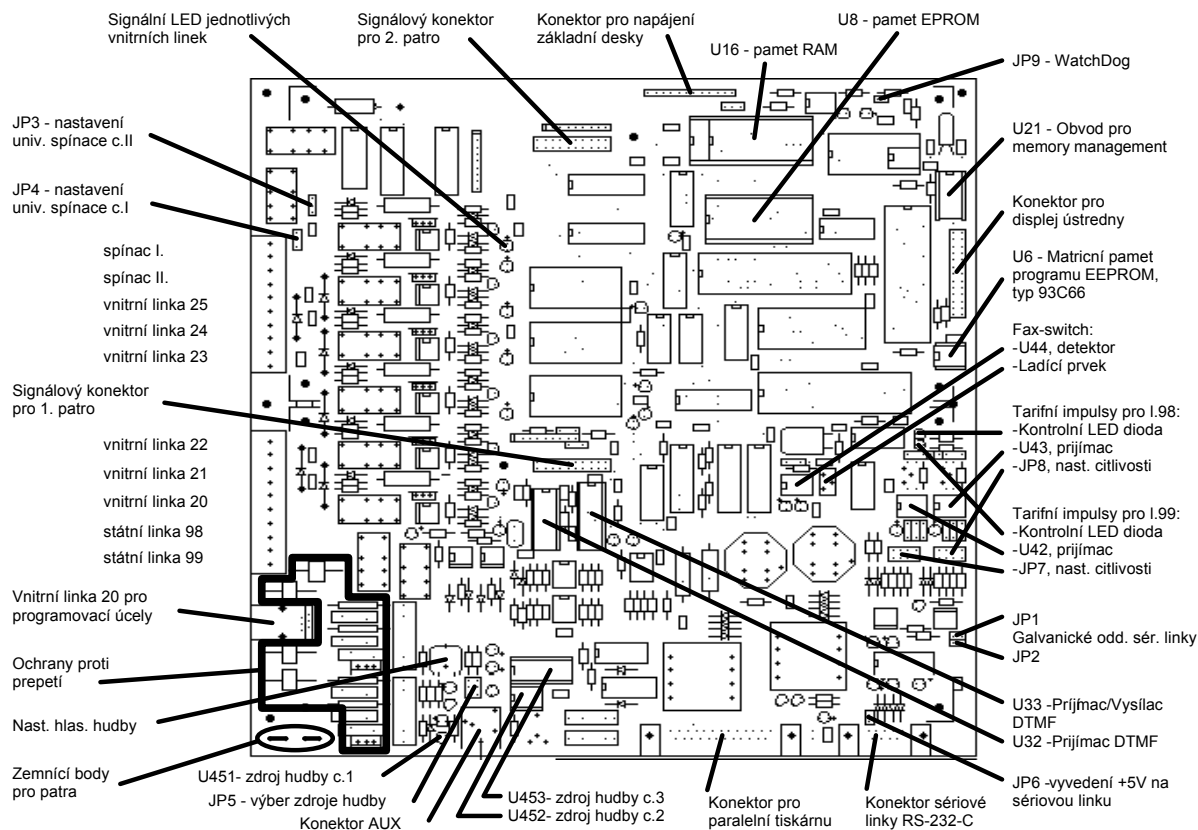 Signální LED jednotlivých
vnitrních linek
Signálový konektor
pro 2. patro
Konektor pro napájení
základní desky
U16 - pamet RAM
U8 - pamet EPROM
JP9 - WatchDog
U21 - Obvod pro
memory management
Konektor pro
displej ústredny
U6 - Matricní pamet
programu EEPROM,
typ 93C66
Fax-switch:
-U44, detektor
-Ladící prvek
Tarifní impulsy pro l.98:
-Kontrolní LED dioda
-U43, prijímac
-JP8, nast. citlivosti
Tarifní impulsy pro l.99:
-Kontrolní LED dioda
-U42, prijímac
-JP7, nast. citlivosti
JP1
Galvanické odd. sér. linky
JP2
U33 -Príjmac/Vysílac
DTMF
U32 -Prijímac DTMF
JP6 -vyvedení +5V na
sériovou linku
JP3 - nastavení
univ. spínace c.II
JP4 - nastavení
univ. spínace c.I
spínac I.
spínac II.
vnitrní linka 25
vnitrní linka 24
vnitrní linka 23
Signálový konektor
pro 1. patro
vnitrní linka 22
vnitrní linka 21
vnitrní linka 20
státní linka 98
státní linka 99
Vnitrní linka 20 pro
programovací úcely
Ochrany proti
prepetí
Nast. hlas. hudby
Zemnící body
pro patra
U451- zdroj hudby c.1
JP5 - výber zdroje hudby
Konektor AUX
U453- zdroj hudby c.3
U452- zdroj hudby c.2
Konektor pro
paralelní tiskárnu
Konektor sériové
linky RS-232-C